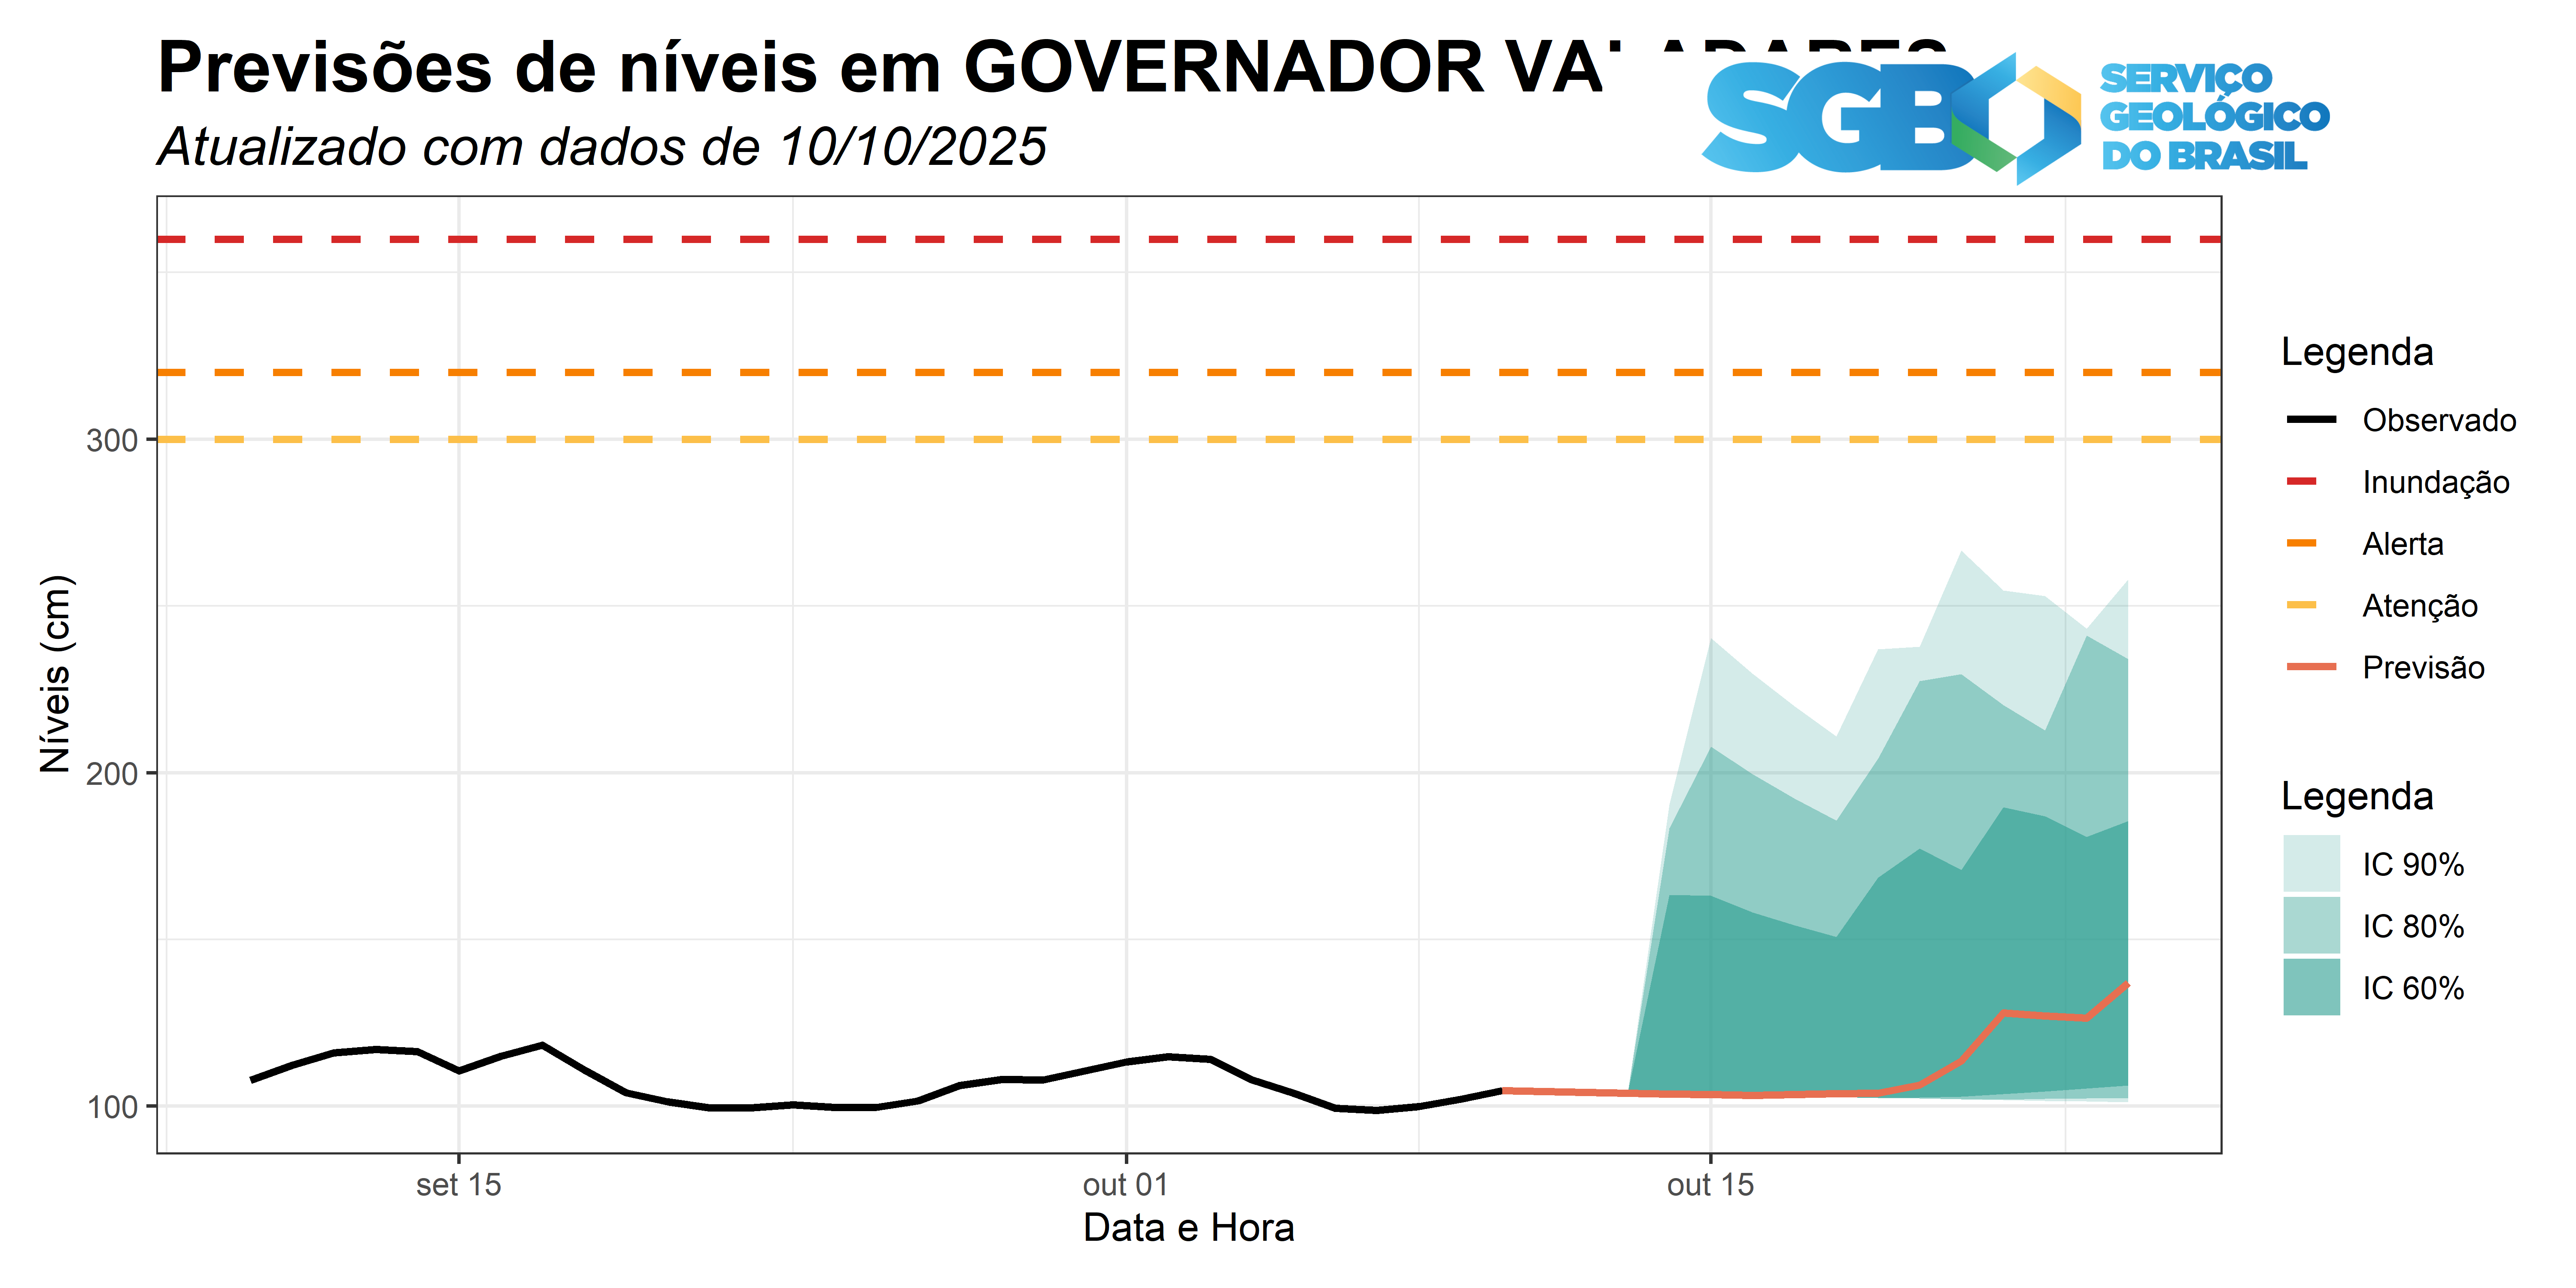 Previsões de níveis em GOVERNADOR
Atualizado com dados de 10/10/2025
SGB
SERVIÇO
GEOLÓGICO
DO BRASIL
Níveis (cm)
300
200
100
set 15
out 01
out 15
Data e Hora
Legenda
Observado
Inundação
Alerta
Atenção
Previsão
Legenda
IC 90%
IC 80%
IC 60%